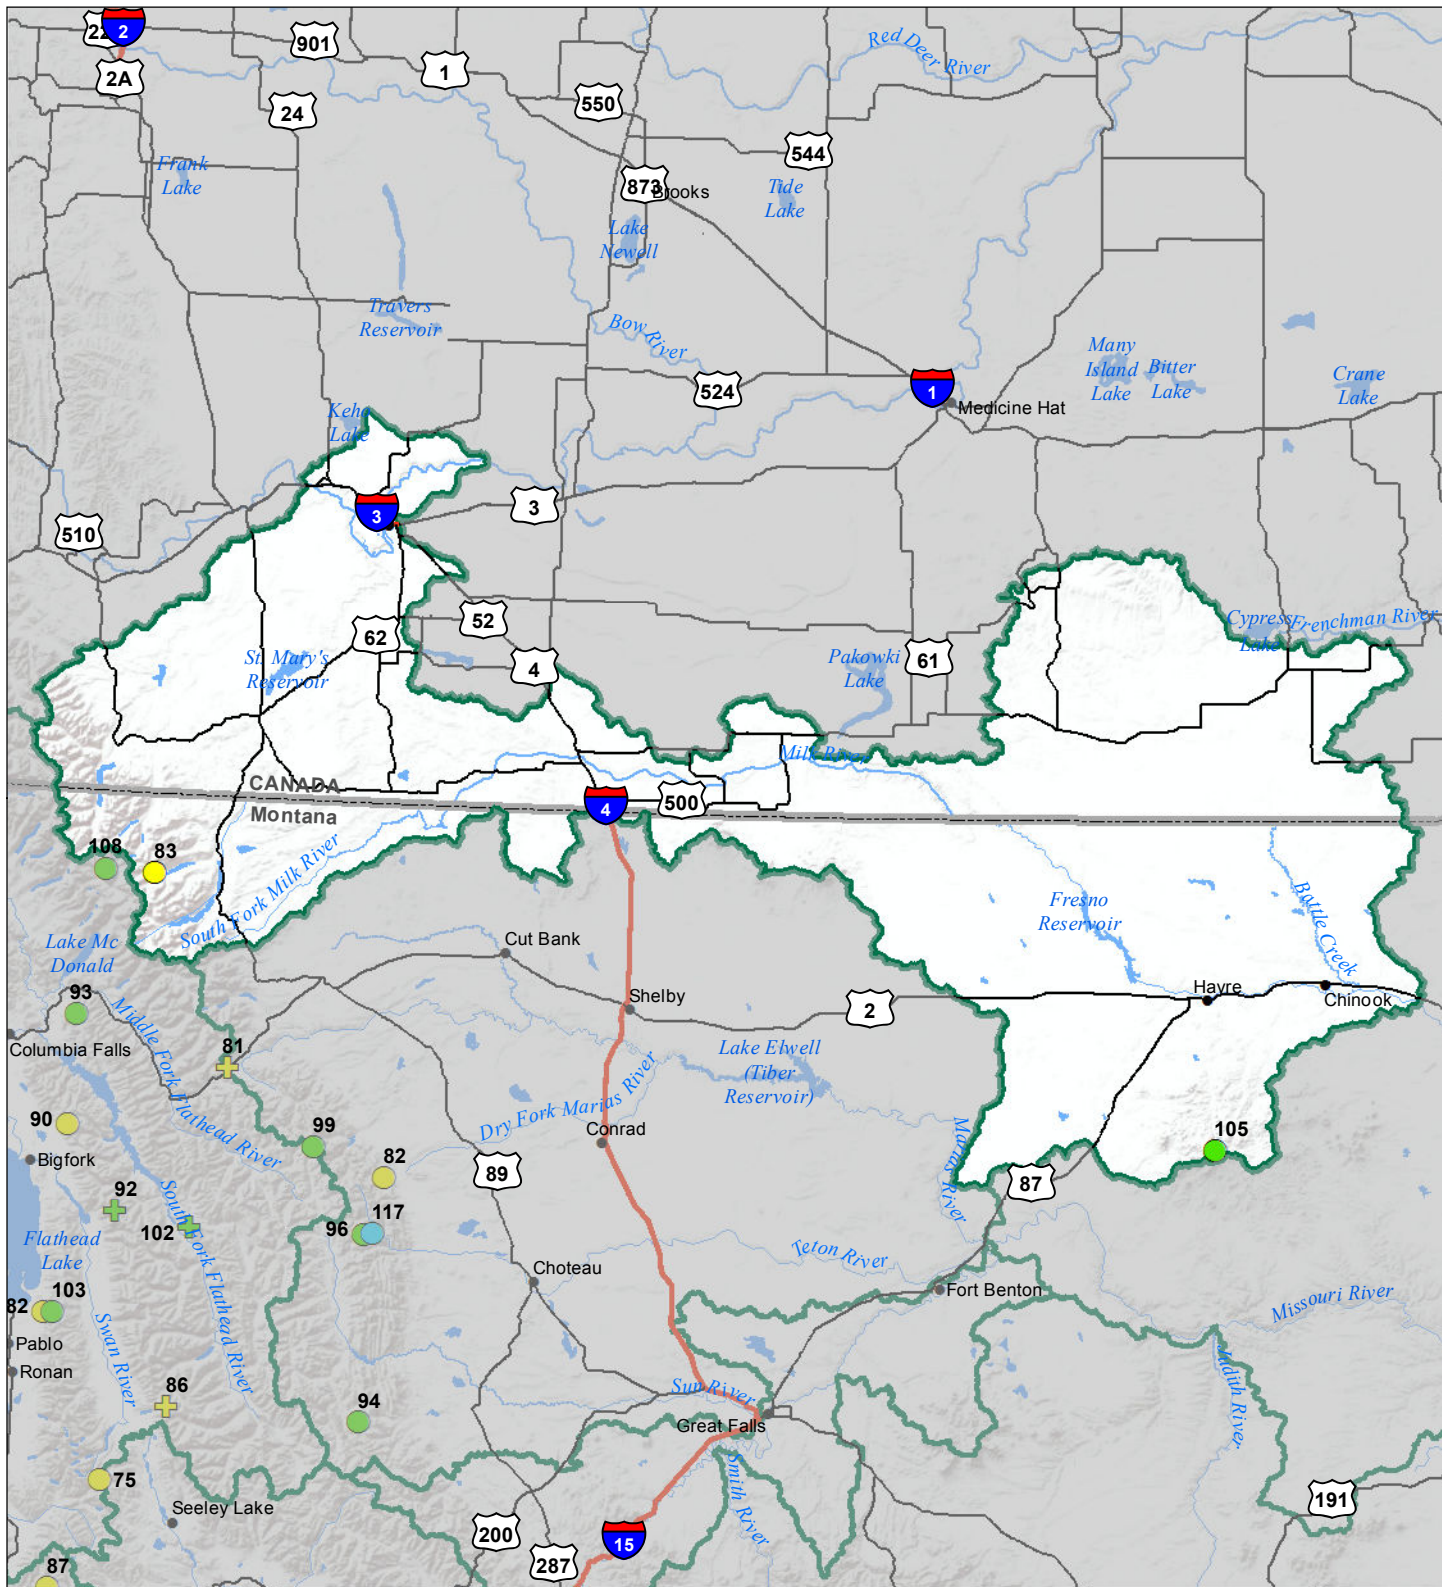 22
2
901
2A
1
24
550
Red Deer River
544
Frank
Lake
873
Brooks
Tide
Lake
Lake
Newell
Travers
Reservoir
Bow River
Many
Island
Lake
Bitter
Lake
Crane
Lake
524
1
Medicine Hat
Keho
Lake
3
3
510
52
62
4
St. Mary's
Reservoir
Pakowki
Lake
61
Cypress
Lake
Frenchman River
Milk River
CANADA
Montana
4
500
108
83
South Fork Milk River
Fresno
Reservoir
Battle Creek
Lake Mc
Donald
Cut Bank
Havre
Chinook
93
Shelby
2
Columbia Falls
Middle Fork Flathead River
81
Lake Elwell
(Tiber
Reservoir)
Dry Fork Marias River
90
Conrad
99
105
Bigfork
82
89
Marias River
87
92
102
South Fork Flathead River
96
117
Flathead
Lake
Teton River
Choteau
Fort Benton
82
103
Missouri River
Swan River
Pablo
Ronan
Judith River
86
Sun River
94
Great Falls
75
Smith River
Seeley Lake
191
200
15
287
87